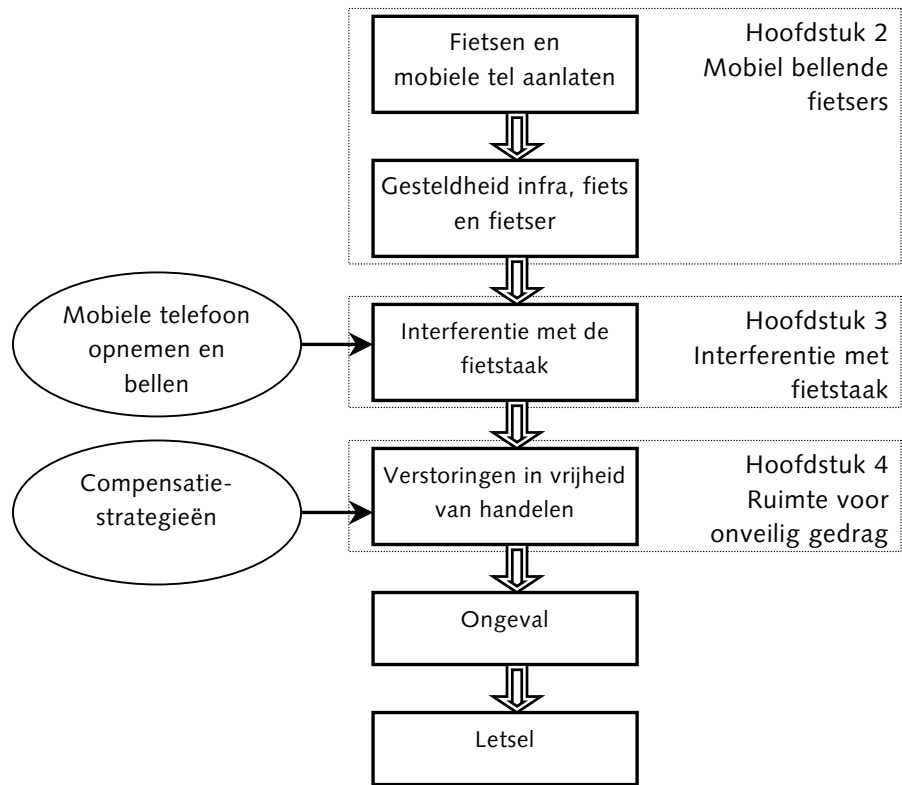 Fietsen en
mobiele tel aanlaten
Hoofdstuk 2
Mobiel bellende
fietsers
Gesteldheid infra, fiets
en fietser
Mobiele telefoon
opnemen en
bellen
Interferentie met de
fietstaak
Hoofdstuk 3
Interferentie met
fietstaak
Compensatie-
strategieën
Verstoringen in vrijheid
van handelen
Hoofdstuk 4
Ruimte voor
onveilig gedrag
Ongeval
Letsel